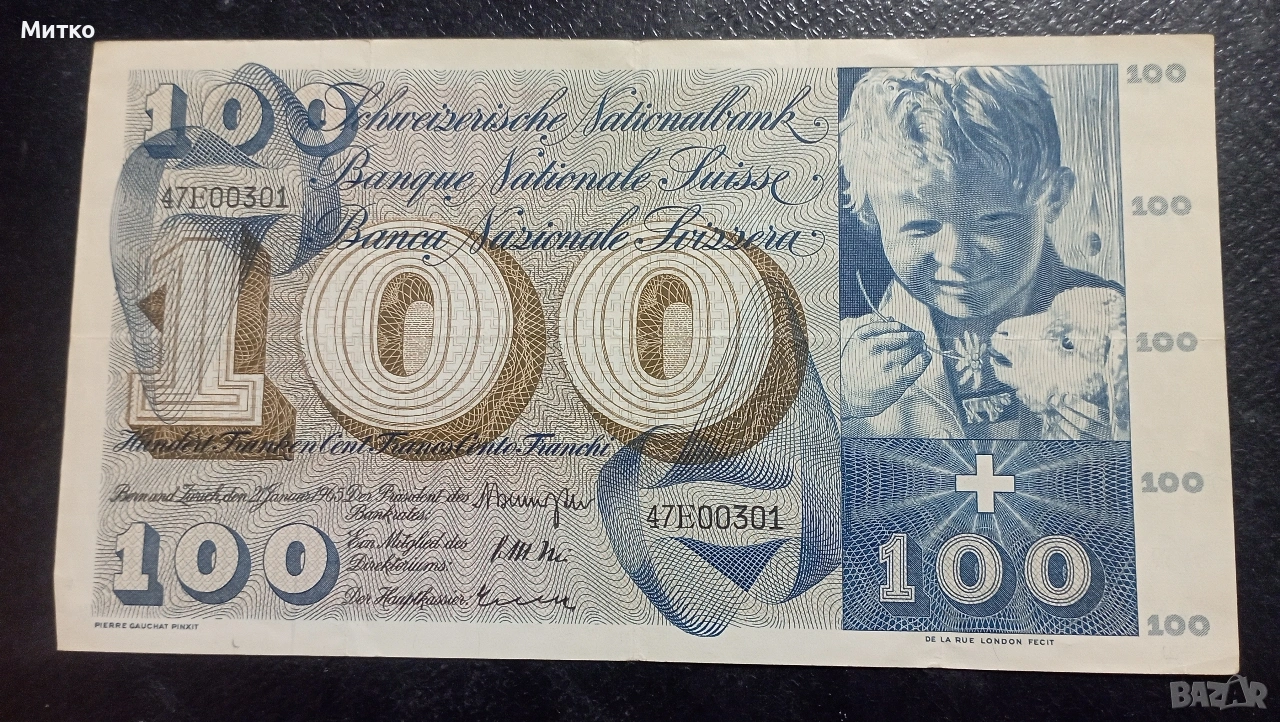 Митко
100 Schweizerische Nationalbank 100
Banque Nationale Suisse
47E00301
Banca Nazionale Svizzera
100
100
100
Hundert Franken Cent Francs Cento Franchi
Bern und Zürich, den 21. Januar 1965 Der Präsident des
Bankrates:
47E00301
100
Ein Mitglied des
Direktoriums:
100
100
Der Hauptkassier:
100
PIERRE GAUCHAT PINXIT
DE LA RUE LONDON FECIT
BAZAR